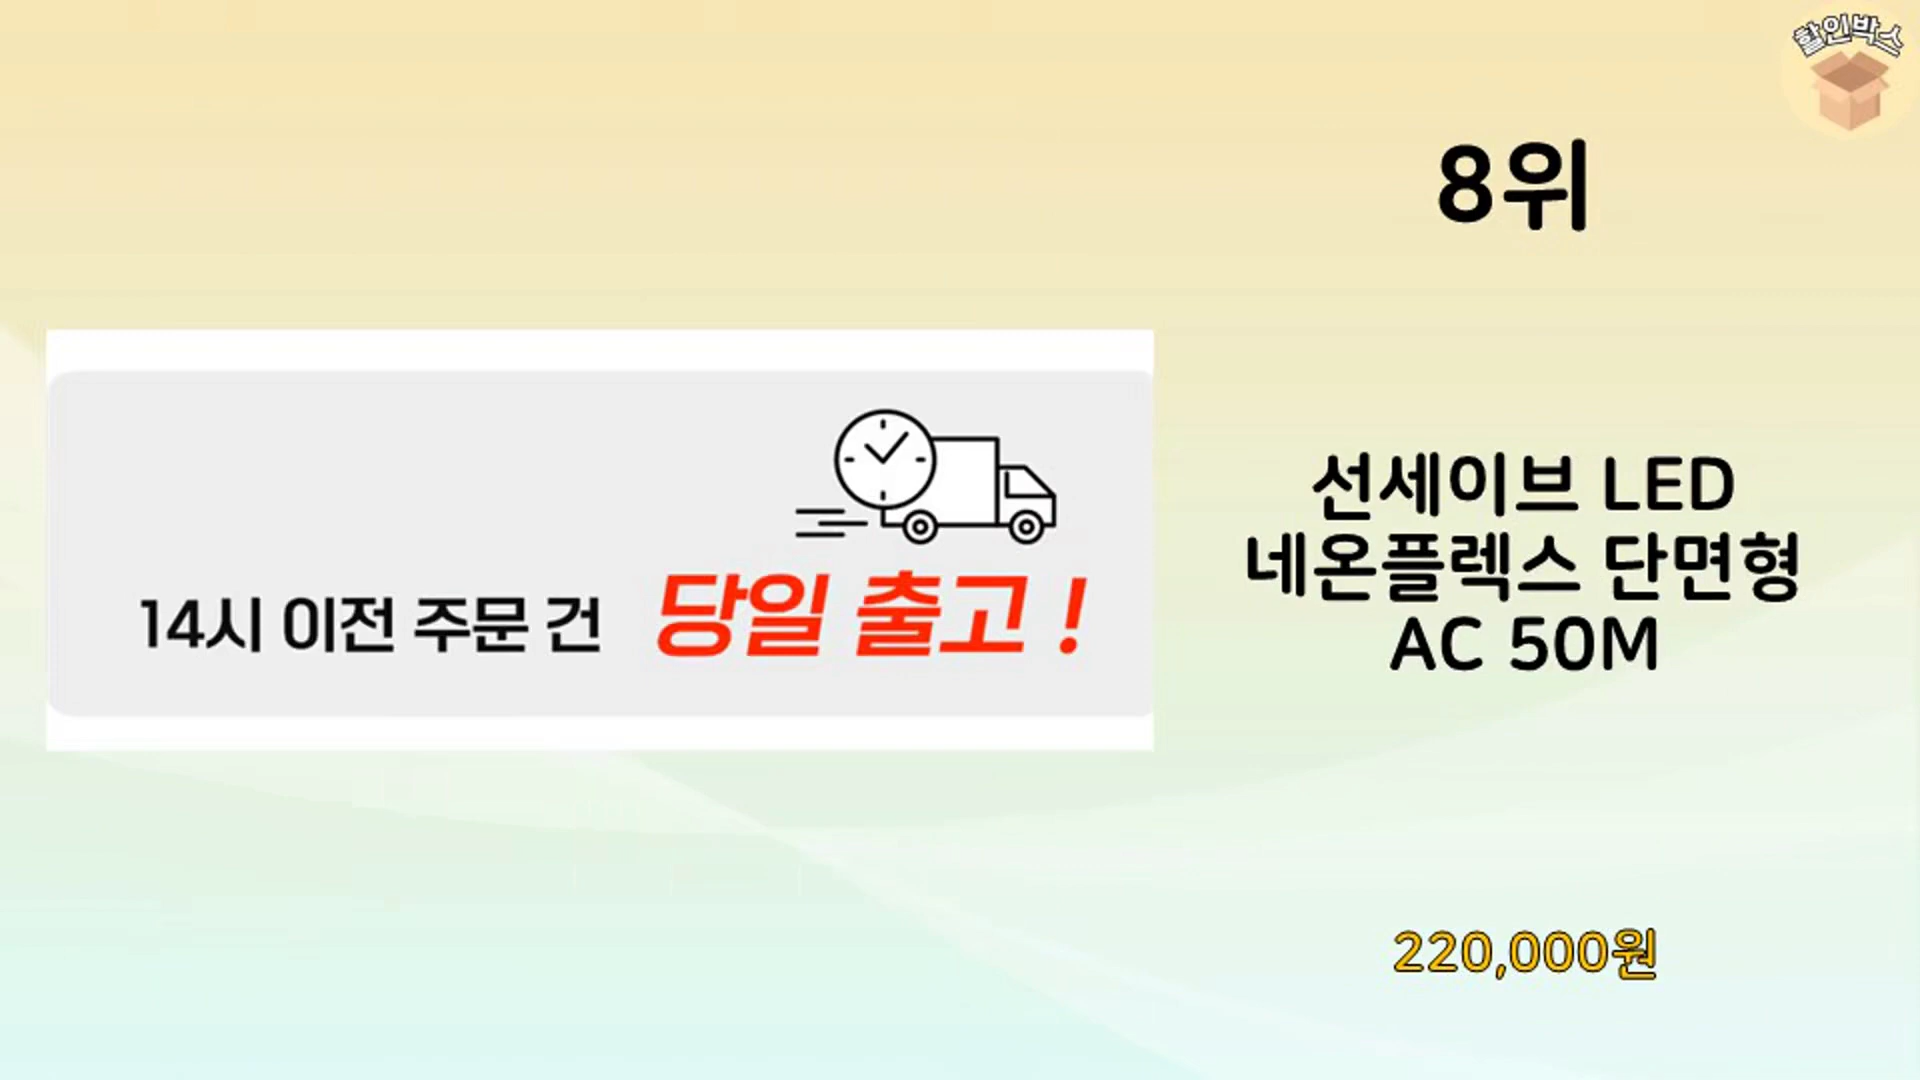 할인박스
8위
14시 이전 주문 건 당일 출고 !
선세이브 LED
네온플렉스 단면형
AC 50M
220,000원